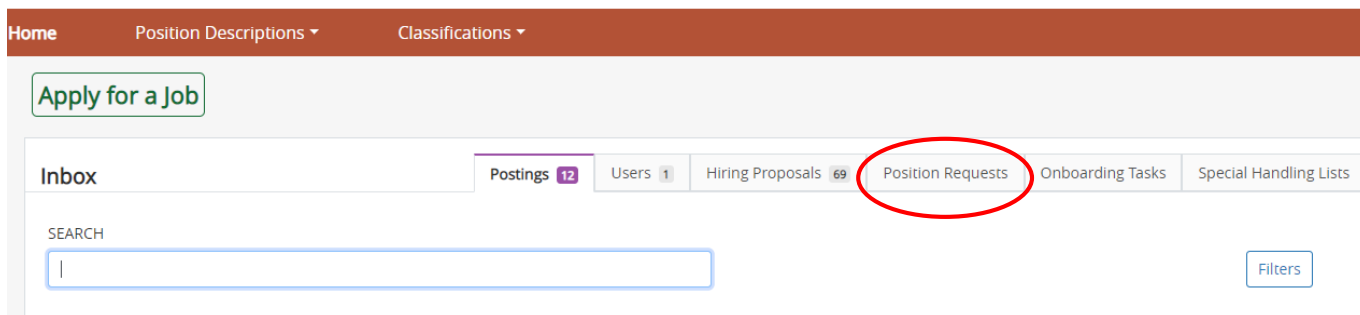 Home Position Descriptions Classifications
Apply for a Job
Inbox Postings 12 Users 1 Hiring Proposals 69 Position Requests Onboarding Tasks Special Handling Lists
SEARCH
Filters